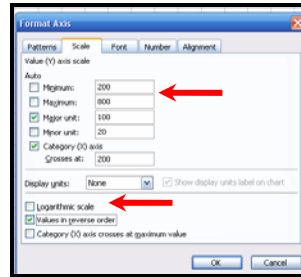 Format Axis
Patterns Scale Font Number Alignment
Value (Y) axis scale
Auto
Minimum: 200
Maximum: 800
Major unit: 100
Minor unit: 20
Category (X) axis
Crosses at: 200
Display units: None Show display units label on chart
Logarithmic scale
Values in reverse order
Category (X) axis crosses at maximum value
OK Cancel